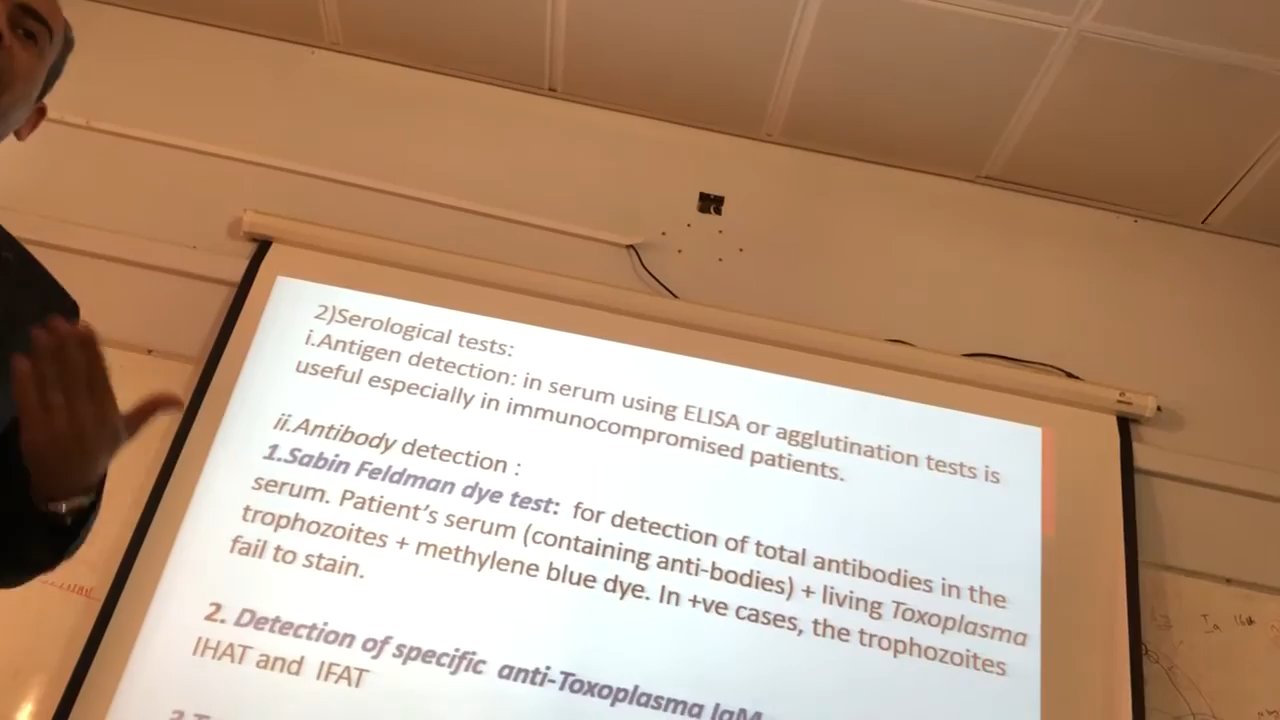 2)Serological tests:
i.Antigen detection: in serum using ELISA or agglutination tests is
useful especially in immunocompromised patients.
ii.Antibody detection :
1.Sabin Feldman dye test: for detection of total antibodies in the
serum. Patient's serum (containing anti-bodies) + living Toxoplasma
trophozoites + methylene blue dye. In +ve cases, the trophozoites
fail to stain.
2. Detection of specific anti-Toxoplasma IgM
IHAT and IFAT